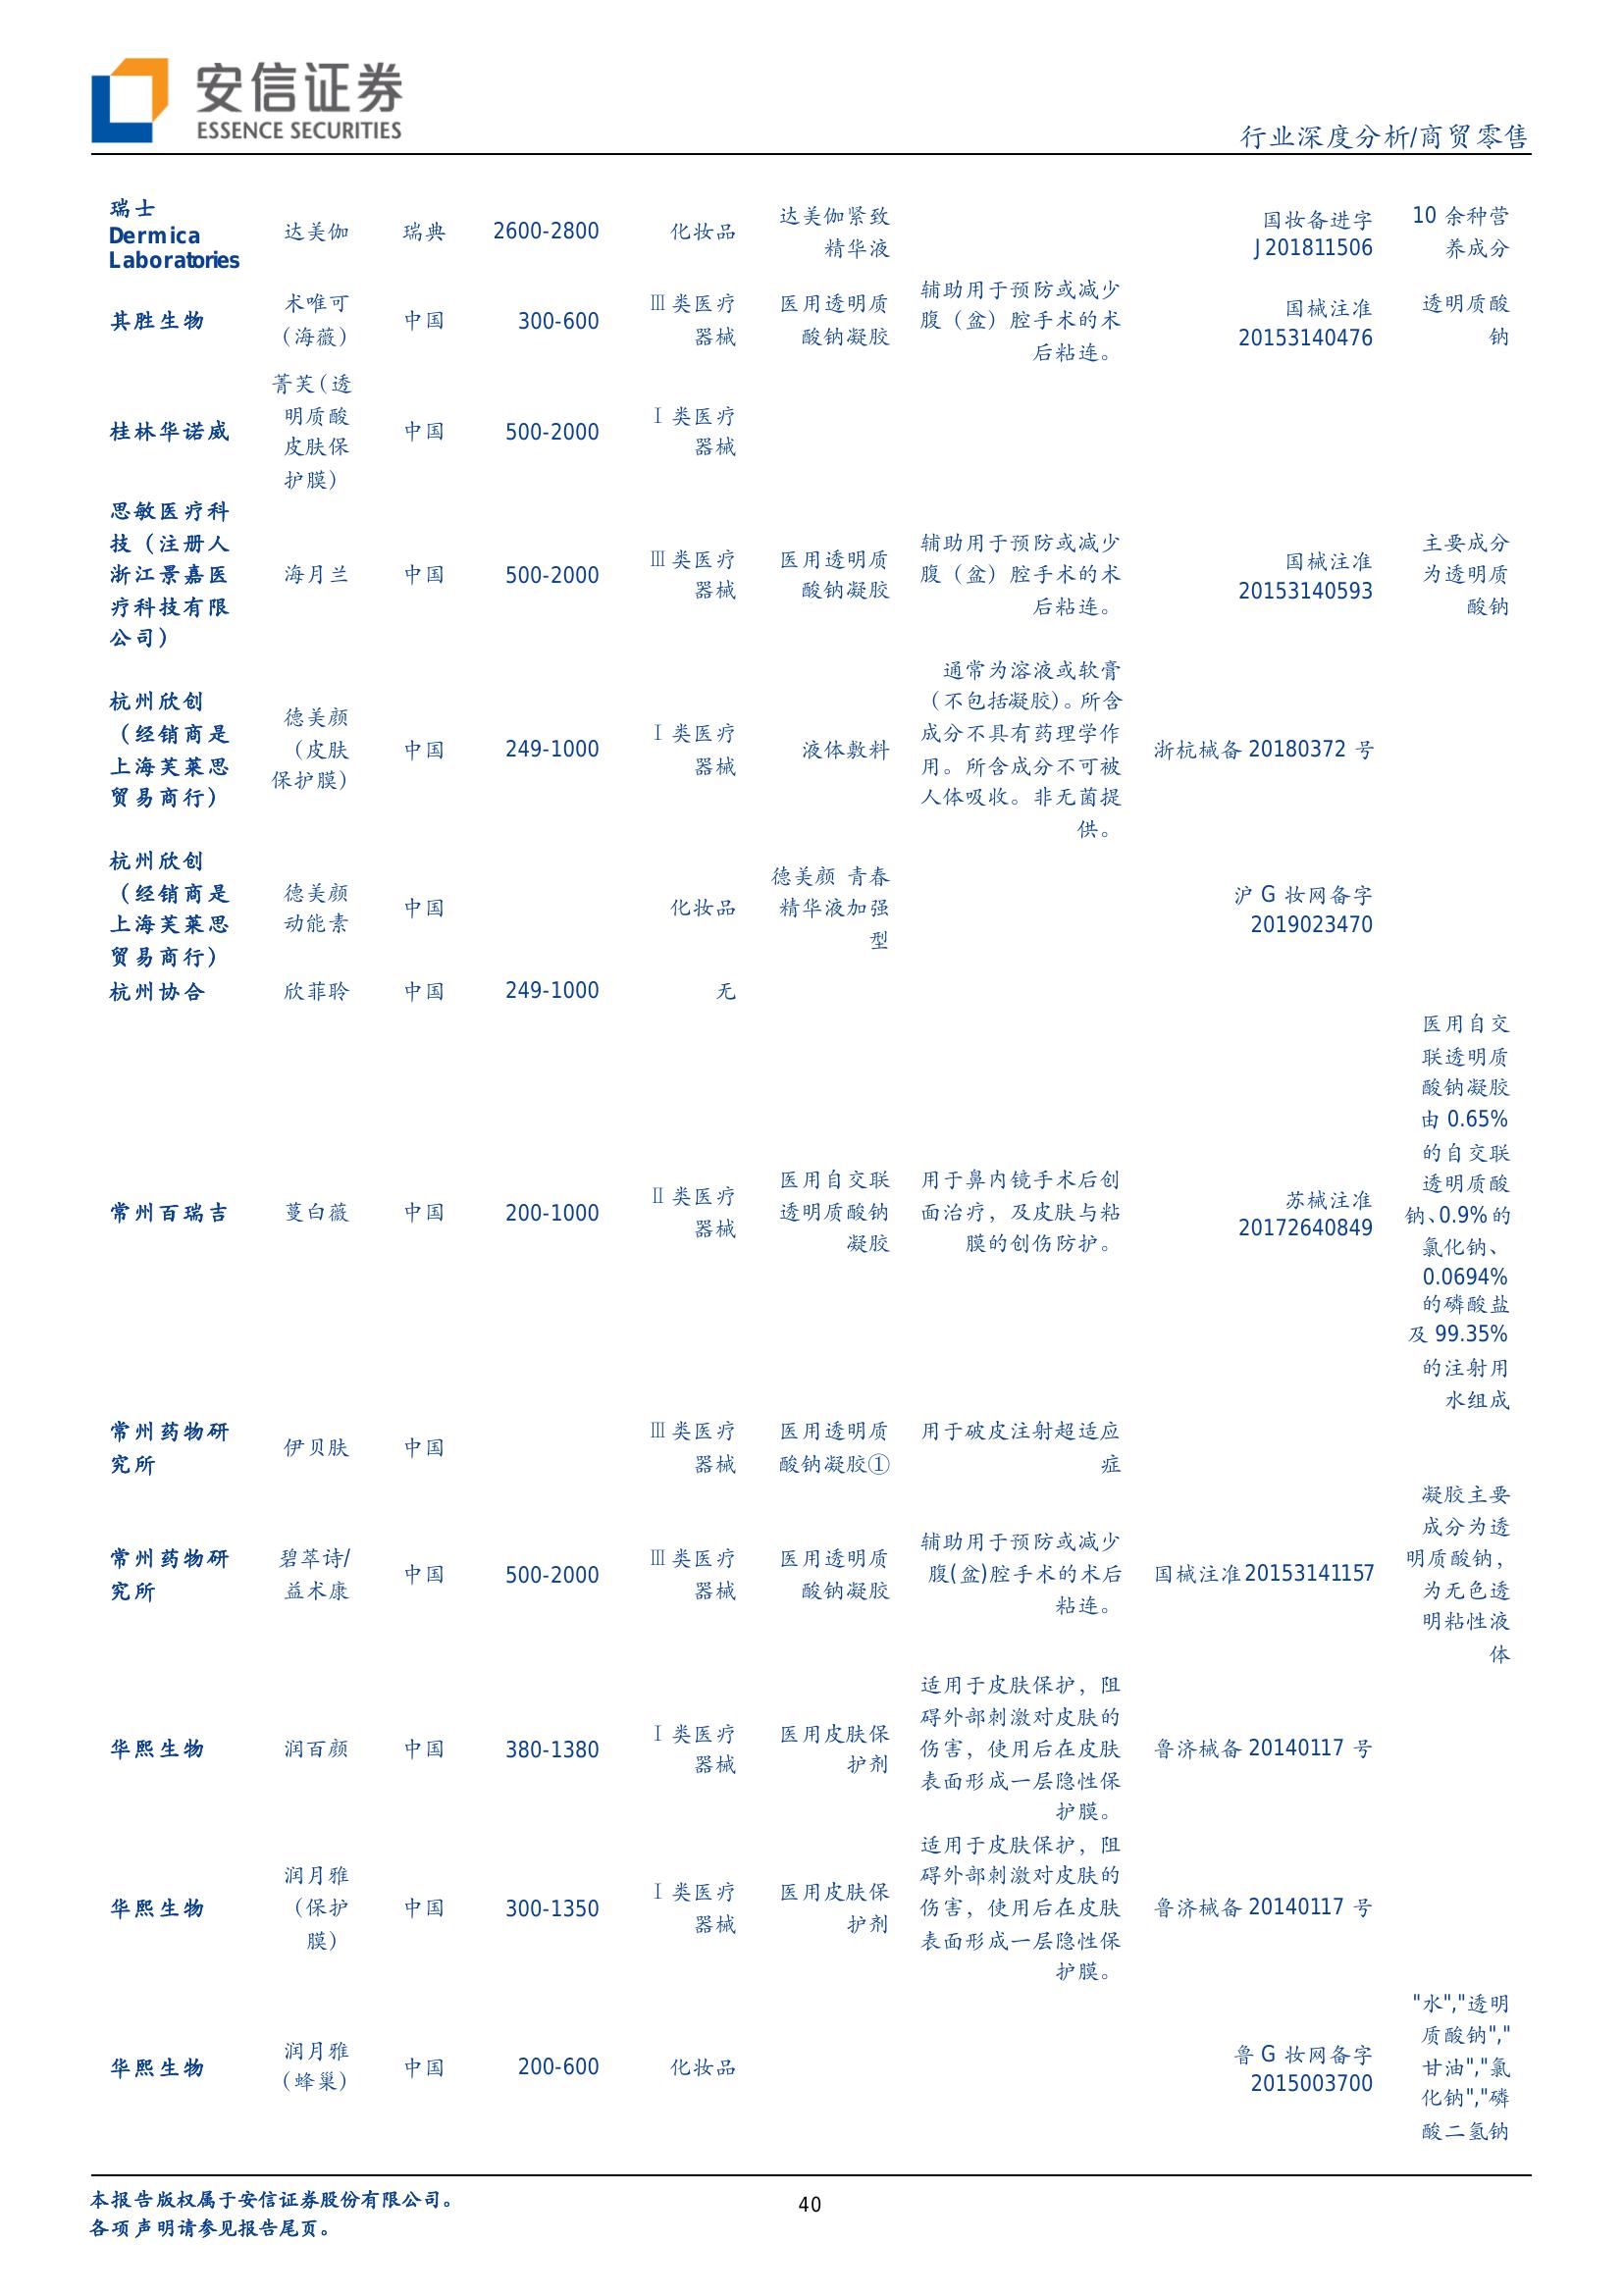 安信证券
ESSENCE SECURITIES
行业深度分析/商贸零售
瑞士
Dermica
Laboratories
达美伽
瑞典
2600-2800
化妆品
达美伽紧致
精华液
国妆备进字
J201811506
10 余种营
养成分
其胜生物
术唯可
（海薇）
中国
300-600
Ⅲ 类医疗
器械
医用透明质
酸钠凝胶
辅助用于预防或减少
腹（盆）腔手术的术
后粘连。
国械注准
20153140476
透明质酸
钠
桂林华诺威
菁芙（透
明质酸
皮肤保
护膜）
中国
500-2000
Ⅰ 类医疗
器械
思敏医疗科
技（注册人
浙江景嘉医
疗科技有限
公司）
海月兰
中国
500-2000
Ⅲ 类医疗
器械
医用透明质
酸钠凝胶
辅助用于预防或减少
腹（盆）腔手术的术
后粘连。
国械注准
20153140593
主要成分
为透明质
酸钠
杭州欣创
（经销商是
上海芙莱思
贸易商行）
德美颜
（皮肤
保护膜）
中国
249-1000
Ⅰ 类医疗
器械
液体敷料
通常为溶液或软膏
（不包括凝胶）。所含
成分不具有药理学作
用。所含成分不可被
人体吸收。非无菌提
供。
浙杭械备 20180372 号
杭州欣创
（经销商是
上海芙莱思
贸易商行）
德美颜
动能素
中国
化妆品
德美颜 青春
精华液加强
型
沪 G 妆网备字
2019023470
杭州协合
欣菲聆
中国
249-1000
无
常州百瑞吉
蔓白薇
中国
200-1000
Ⅱ 类医疗
器械
医用自交联
透明质酸钠
凝胶
用于鼻内镜手术后创
面治疗，及皮肤与粘
膜的创伤防护。
苏械注准
20172640849
医用自交
联透明质
酸钠凝胶
由 0.65%
的自交联
透明质酸
钠、0.9%的
氯化钠、
0.0694%
的磷酸盐
及 99.35%
的注射用
水组成
常州药物研
究所
伊贝肤
中国
Ⅲ 类医疗
器械
医用透明质
酸钠凝胶①
用于破皮注射超适应
症
常州药物研
究所
碧萃诗/
益术康
中国
500-2000
Ⅲ 类医疗
器械
医用透明质
酸钠凝胶
辅助用于预防或减少
腹(盆)腔手术的术后
粘连。
国械注准20153141157
凝胶主要
成分为透
明质酸钠，
为无色透
明粘性液
体
华熙生物
润百颜
中国
380-1380
Ⅰ 类医疗
器械
医用皮肤保
护剂
适用于皮肤保护，阻
碍外部刺激对皮肤的
伤害，使用后在皮肤
表面形成一层隐性保
护膜。
鲁济械备 20140117 号
华熙生物
润月雅
（保护
膜）
中国
300-1350
Ⅰ 类医疗
器械
医用皮肤保
护剂
适用于皮肤保护，阻
碍外部刺激对皮肤的
伤害，使用后在皮肤
表面形成一层隐性保
护膜。
鲁济械备 20140117 号
华熙生物
润月雅
（蜂巢）
中国
200-600
化妆品
鲁 G 妆网备字
2015003700
"水","透明
质酸钠","
甘油","氯
化钠","磷
酸二氢钠
本报告版权属于安信证券股份有限公司。
各项声明请参见报告尾页。
40